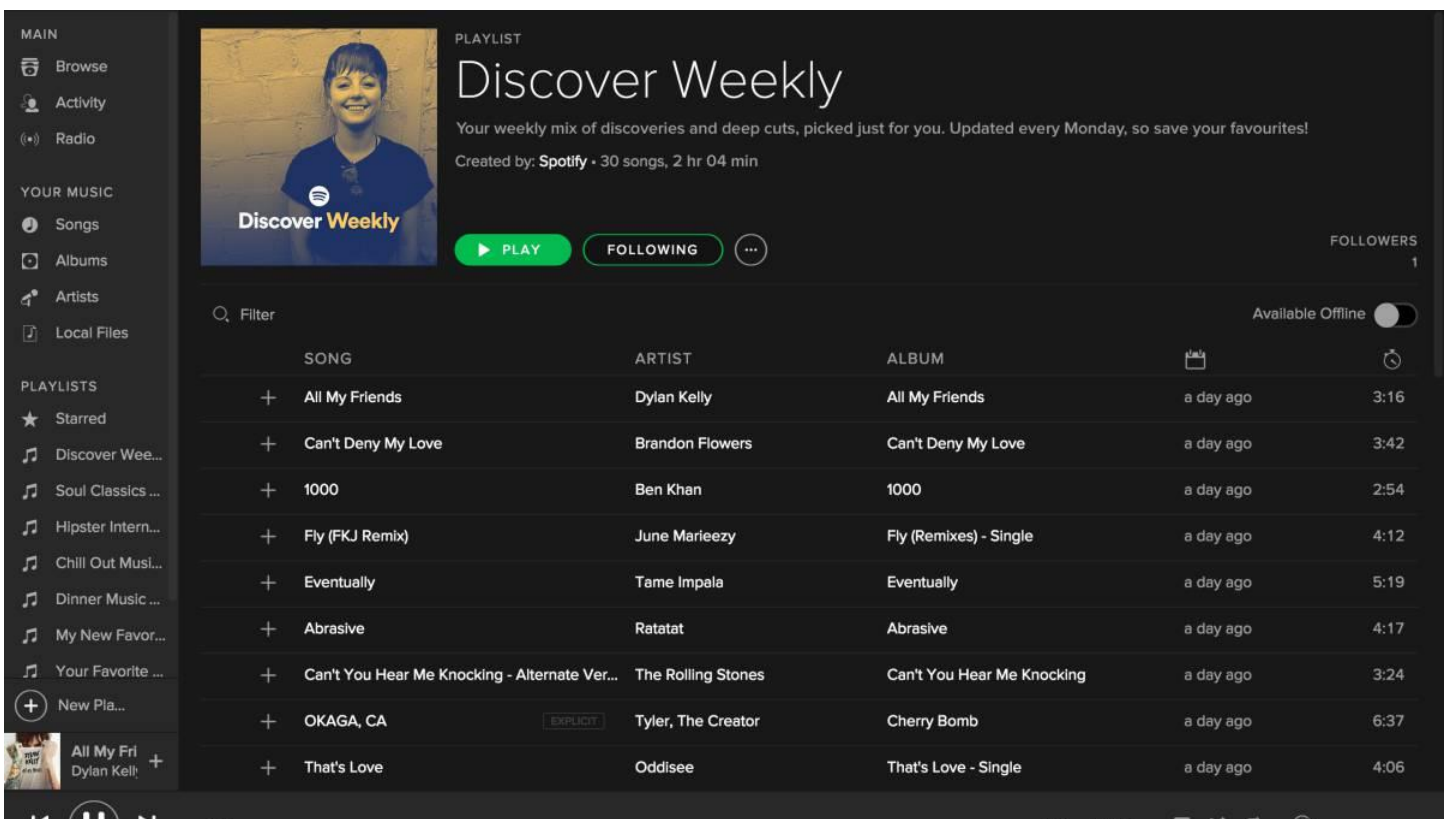 MAIN
Browse
Activity
Radio
YOUR MUSIC
Songs
Albums
Artists
Local Files
PLAYLISTS
Starred
Discover Wee...
Soul Classics ...
Hipster Intern...
Chill Out Musi...
Dinner Music ...
My New Favor...
Your Favorite ...
New Pla...
All My Fri
Dylan Kell
Discover Weekly
PLAYLIST
Discover Weekly
Your weekly mix of discoveries and deep cuts, picked just for you. Updated every Monday, so save your favourites!
Created by: Spotify • 30 songs, 2 hr 04 min
PLAY FOLLOWING
FOLLOWERS
1
Filter Available Offline
SONG ARTIST ALBUM
All My Friends Dylan Kelly All My Friends a day ago 3:16
Can't Deny My Love Brandon Flowers Can't Deny My Love a day ago 3:42
1000 Ben Khan 1000 a day ago 2:54
Fly (FKJ Remix) June Marieezy Fly (Remixes) - Single a day ago 4:12
Eventually Tame Impala Eventually a day ago 5:19
Abrasive Ratatat Abrasive a day ago 4:17
Can't You Hear Me Knocking - Alternate Ver... The Rolling Stones Can't You Hear Me Knocking a day ago 3:24
OKAGA, CA EXPLICIT Tyler, The Creator Cherry Bomb a day ago 6:37
That's Love Oddisee That's Love - Single a day ago 4:06